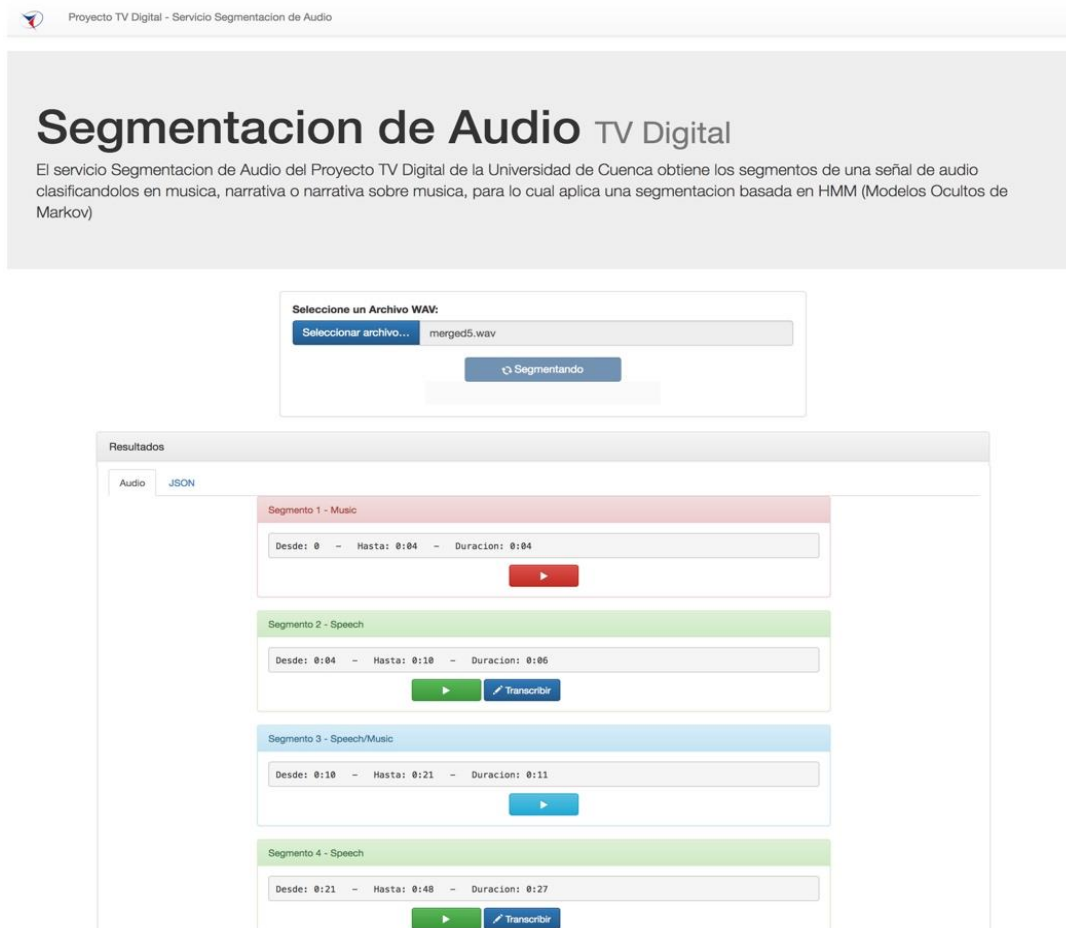 Proyecto TV Digital - Servicio Segmentacion de Audio
Segmentacion de Audio TV Digital
El servicio Segmentacion de Audio del Proyecto TV Digital de la Universidad de Cuenca obtiene los segmentos de una señal de audio
clasificandolos en musica, narrativa o narrativa sobre musica, para lo cual aplica una segmentacion basada en HMM (Modelos Ocultos de
Markov)
Seleccione un Archivo WAV:
Seleccionar archivo... merged5.wav
Segmentando
Resultados
Audio JSON
Segmento 1 - Music
Desde: 0 - Hasta: 0:04 - Duracion: 0:04
Segmento 2 - Speech
Desde: 0:04 - Hasta: 0:10 - Duracion: 0:06
Transcribir
Segmento 3 - Speech/Music
Desde: 0:10 - Hasta: 0:21 - Duracion: 0:11
Segmento 4 - Speech
Desde: 0:21 - Hasta: 0:48 - Duracion: 0:27
Transcribir